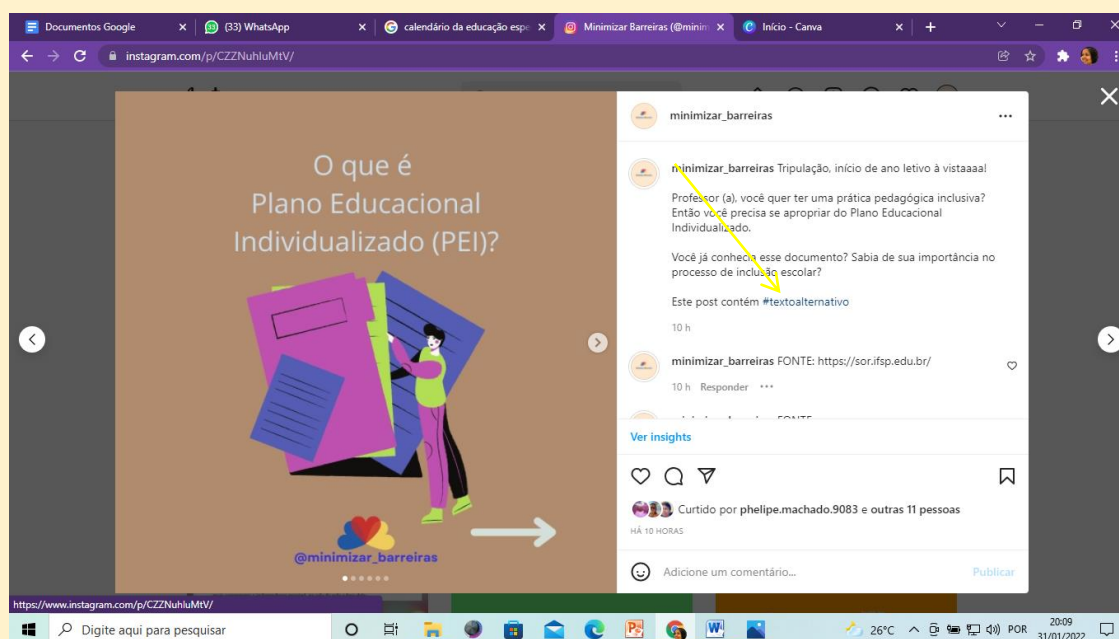 Documentos Google
(33) WhatsApp
calendário da educação espe
Minimizar Barreiras (@minim
Início - Canva
instagram.com/p/CZZNuhluMtV/
O que é
Plano Educacional
Individualizado (PEI)?
@minimizar_barreiras
minimizar_barreiras
minimizar_barreiras Tripulação, início de ano letivo à vistaaaa!
Professor (a), você quer ter uma prática pedagógica inclusiva?
Então você precisa se apropriar do Plano Educacional
Individualizado.
Você já conhecia esse documento? Sabia de sua importância no
processo de inclusão escolar?
Este post contém #textoalternativo
10 h
minimizar_barreiras FONTE: https://sor.ifsp.edu.br/
10 h Responder
Ver insights
Curtido por phelipe.machado.9083 e outras 11 pessoas
HÁ 10 HORAS
Adicione um comentário...
Publicar
https://www.instagram.com/p/CZZNuhluMtV/
Digite aqui para pesquisar
26°C
POR
20:09
31/01/2022